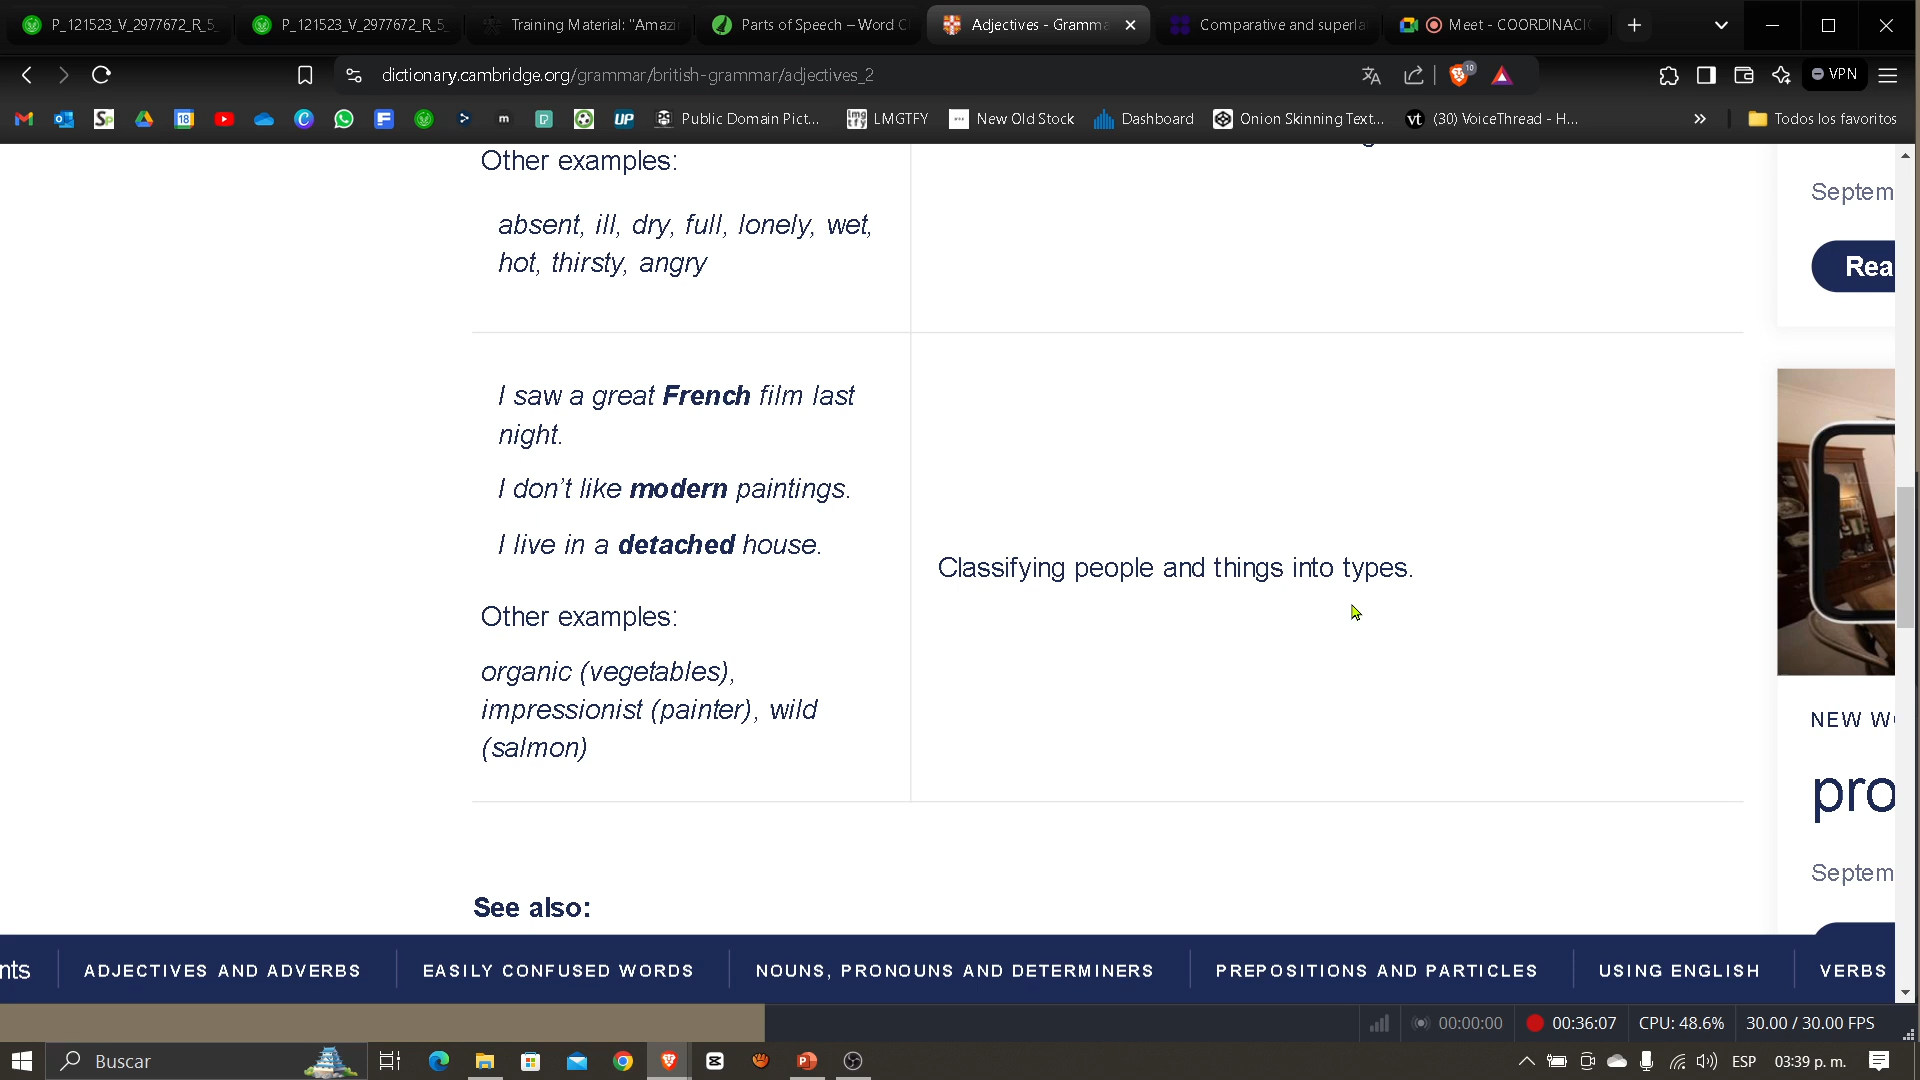 P_121523_V_2977672_R_5
P_121523_V_2977672_R_5
Training Material: "Amazi
Parts of Speech – Word C
Adjectives - Gramma
Comparative and superla
Meet - COORDINACI
dictionary.cambridge.org/grammar/british-grammar/adjectives_2
10
VPN
18
UP
Public Domain Pict...
LMGTFY
New Old Stock
Dashboard
Onion Skinning Text...
vt
(30) VoiceThread - H...
Todos los favoritos
Other examples:
absent, ill, dry, full, lonely, wet,
hot, thirsty, angry
I saw a great French film last
night.
I don't like modern paintings.
I live in a detached house.
Other examples:
organic (vegetables),
impressionist (painter), wild
(salmon)
Classifying people and things into types.
See also:
Septem
Rea
NEW W
pro
Septem
nts
ADJECTIVES AND ADVERBS
EASILY CONFUSED WORDS
NOUNS, PRONOUNS AND DETERMINERS
PREPOSITIONS AND PARTICLES
USING ENGLISH
VERBS
00:00:00
00:36:07
CPU: 48.6%
30.00 / 30.00 FPS
Buscar
ESP
03:39 p. m.